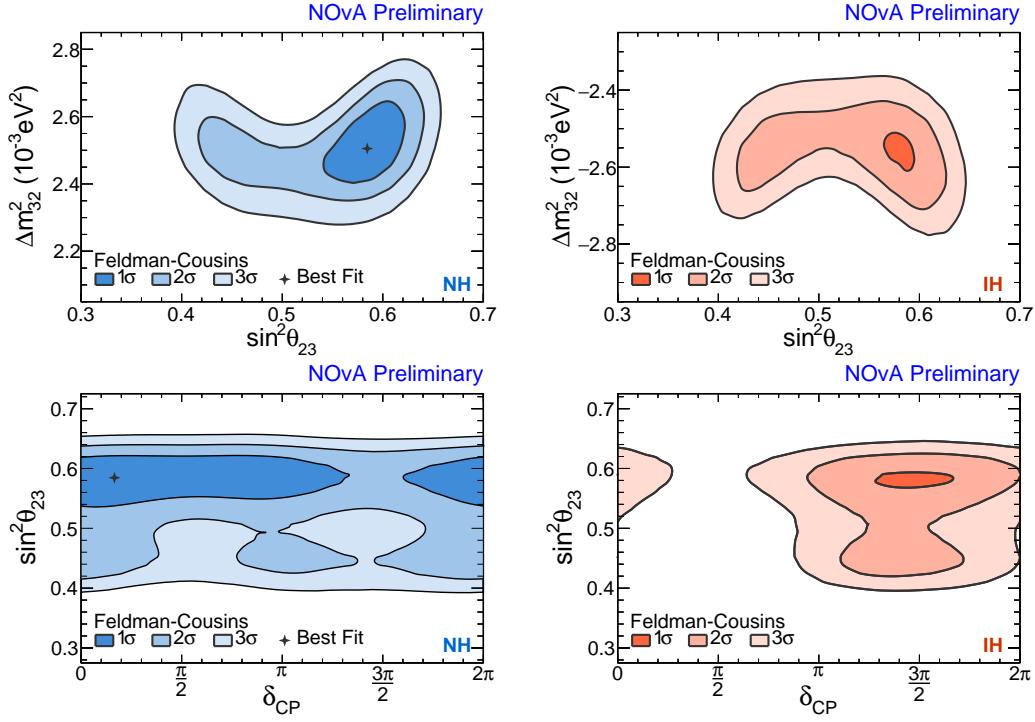 NOvA Preliminary
2.8
2.6
2.4
2.2
Δm²₃₂ (10⁻³eV²)
Feldman-Cousins
1σ 2σ 3σ Best Fit
NH
0.3 0.4 0.5 0.6 0.7
sin²θ₂₃
NOvA Preliminary
−2.4
−2.6
−2.8
Δm²₃₂ (10⁻³eV²)
Feldman-Cousins
1σ 2σ 3σ
IH
0.3 0.4 0.5 0.6 0.7
sin²θ₂₃
NOvA Preliminary
0.7
0.6
0.5
0.4
0.3
sin²θ₂₃
Feldman-Cousins
1σ 2σ 3σ Best Fit
NH
0 π/2 π 3π/2 2π
δCP
NOvA Preliminary
0.7
0.6
0.5
0.4
0.3
sin²θ₂₃
Feldman-Cousins
1σ 2σ 3σ
IH
0 π/2 π 3π/2 2π
δCP